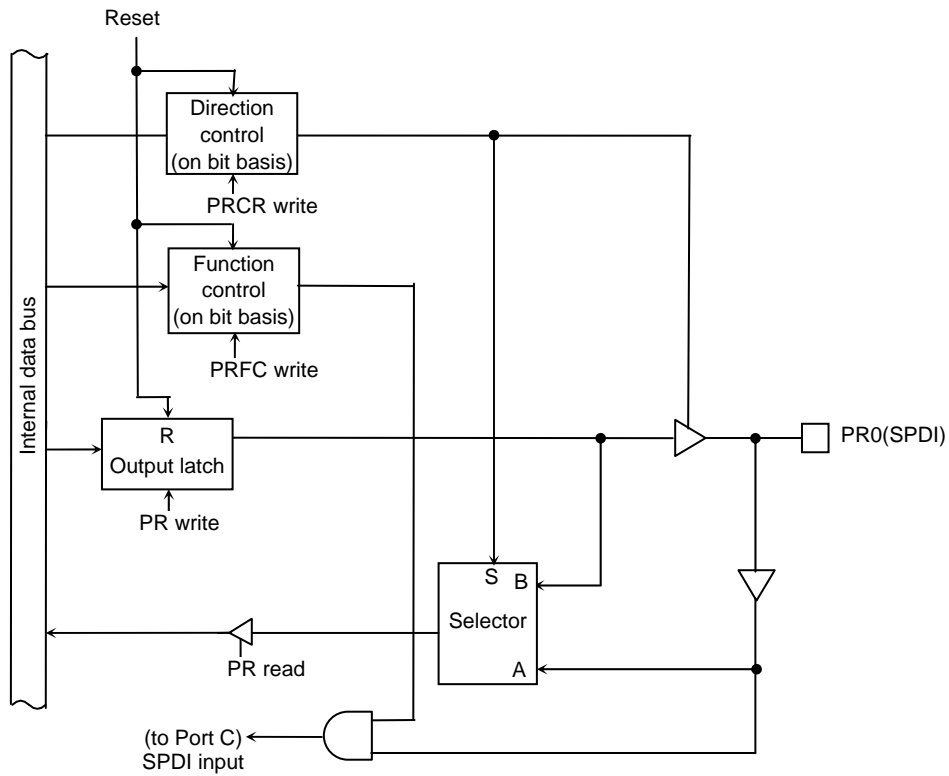 Reset
Direction
control
(on bit basis)
PRCR write
Function
control
(on bit basis)
PRFC write
Internal data bus
R
Output latch
PR write
PR0(SPDI)
S
B
Selector
A
PR read
(to Port C)
SPDI input